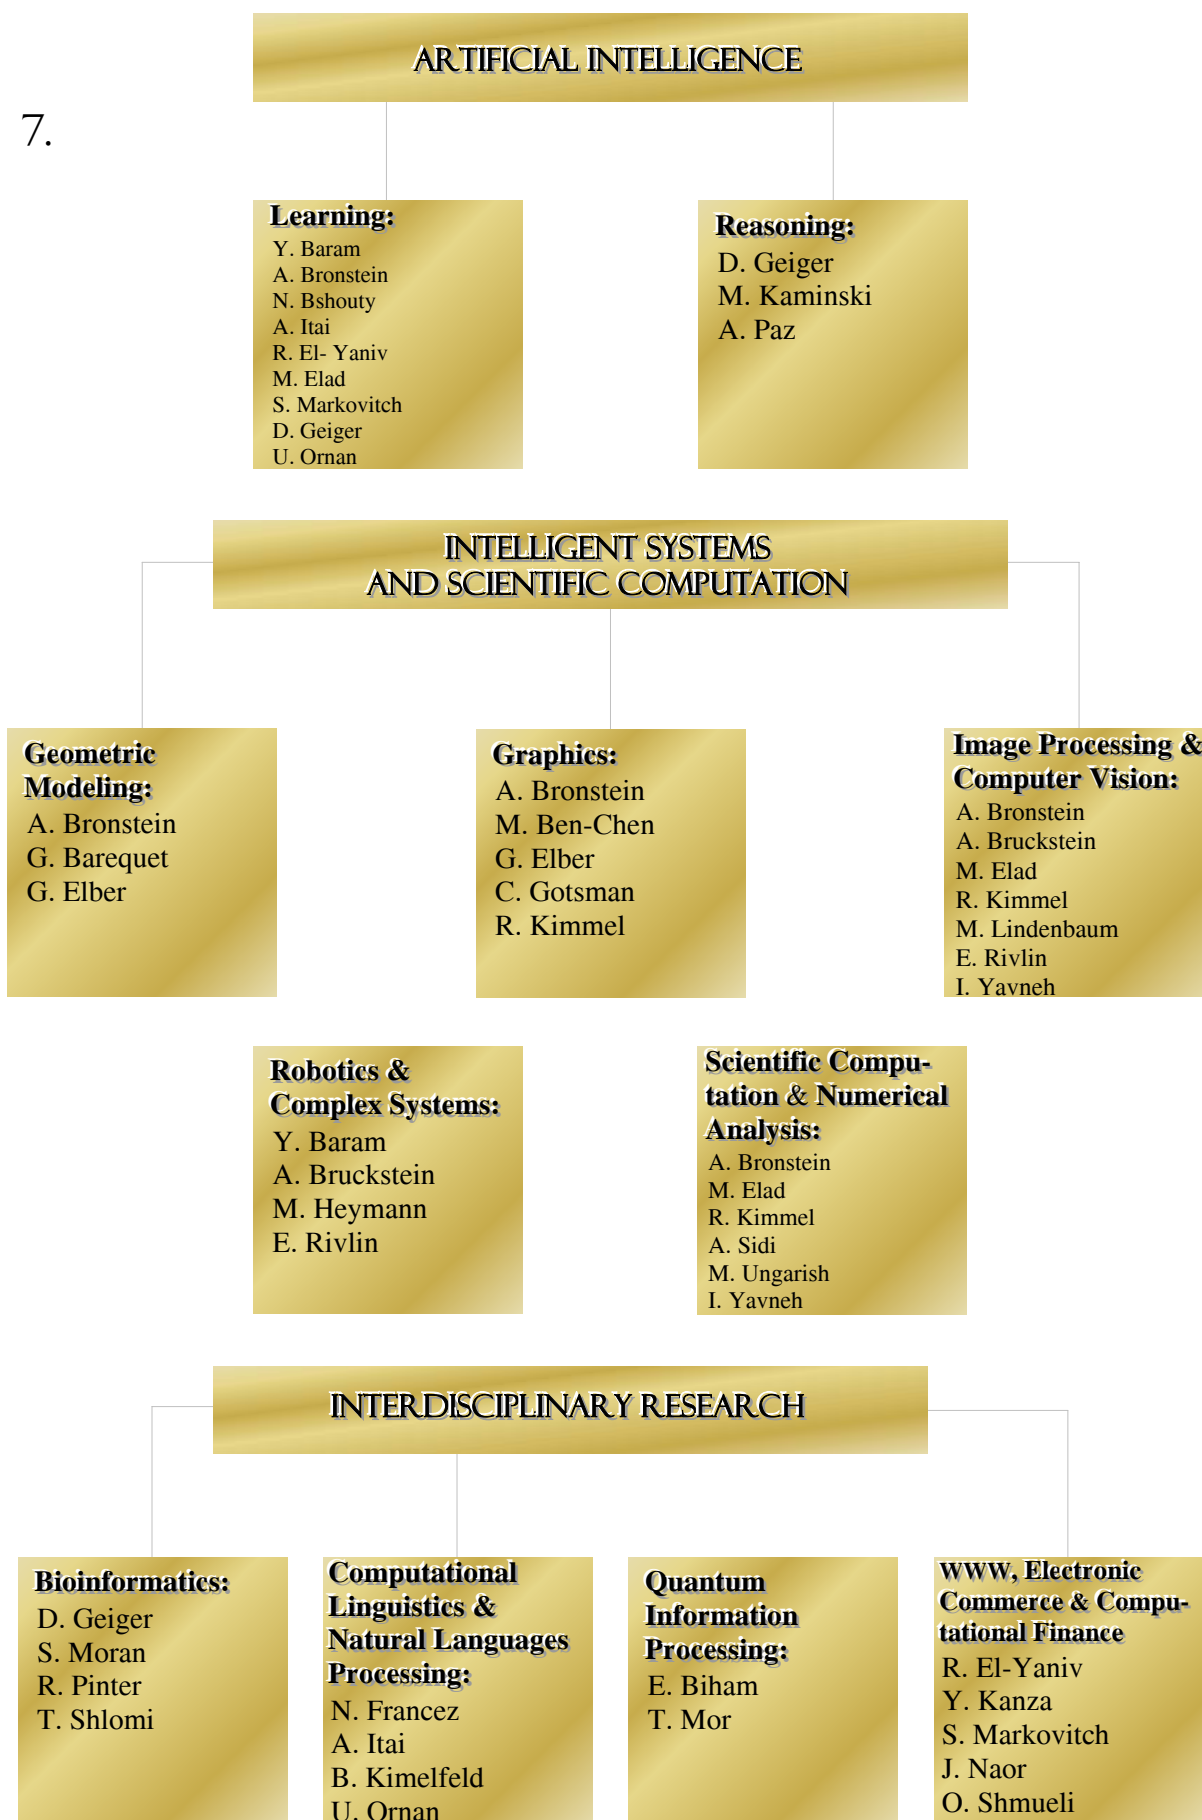 ARTIFICIAL INTELLIGENCE
7.
Learning:
Y. Baram
A. Bronstein
N. Bshouty
A. Itai
R. El- Yaniv
M. Elad
S. Markovitch
D. Geiger
U. Ornan
Reasoning:
D. Geiger
M. Kaminski
A. Paz
INTELLIGENT SYSTEMS
AND SCIENTIFIC COMPUTATION
Geometric
Modeling:
A. Bronstein
G. Barequet
G. Elber
Graphics:
A. Bronstein
M. Ben-Chen
G. Elber
C. Gotsman
R. Kimmel
Image Processing &
Computer Vision:
A. Bronstein
A. Bruckstein
M. Elad
R. Kimmel
M. Lindenbaum
E. Rivlin
I. Yavneh
Robotics &
Complex Systems:
Y. Baram
A. Bruckstein
M. Heymann
E. Rivlin
Scientific Compu-
tation & Numerical
Analysis:
A. Bronstein
M. Elad
R. Kimmel
A. Sidi
M. Ungarish
I. Yavneh
INTERDISCIPLINARY RESEARCH
Bioinformatics:
D. Geiger
S. Moran
R. Pinter
T. Shlomi
Computational
Linguistics &
Natural Languages
Processing:
N. Francez
A. Itai
B. Kimelfeld
U. Ornan
Quantum
Information
Processing:
E. Biham
T. Mor
WWW, Electronic
Commerce & Compu-
tational Finance
R. El-Yaniv
Y. Kanza
S. Markovitch
J. Naor
O. Shmueli